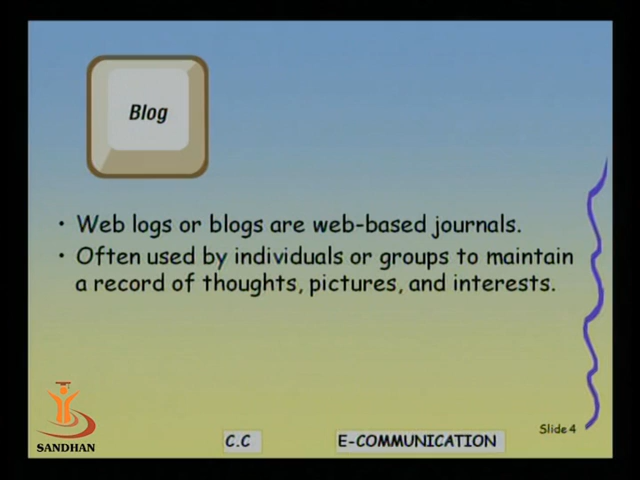 Blog
• Web logs or blogs are web-based journals.
• Often used by individuals or groups to maintain
a record of thoughts, pictures, and interests.
Slide 4
SANDHAN
C.C
E-COMMUNICATION